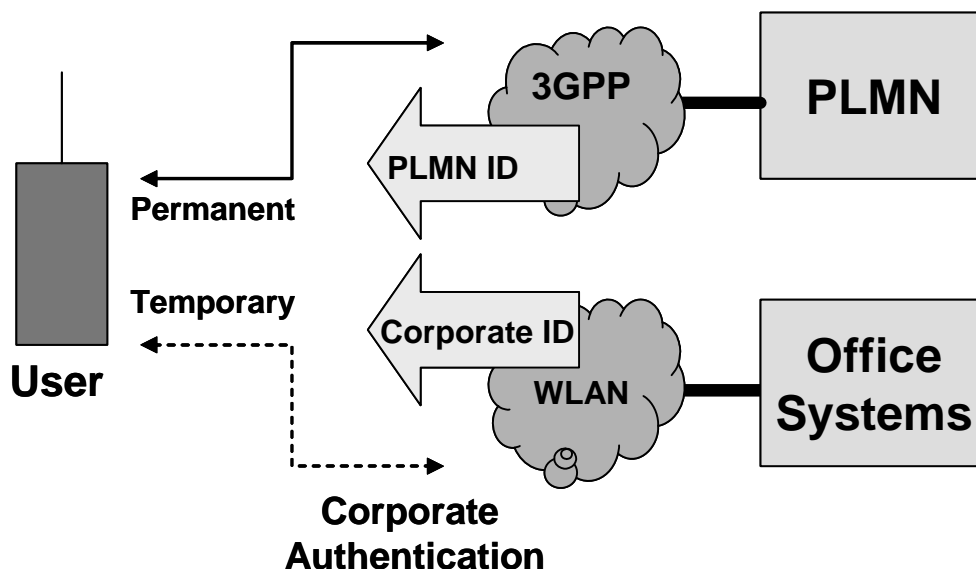 3GPP
PLMN
PLMN ID
Permanent
Temporary
Corporate ID
User
WLAN
Office
Systems
Corporate
Authentication